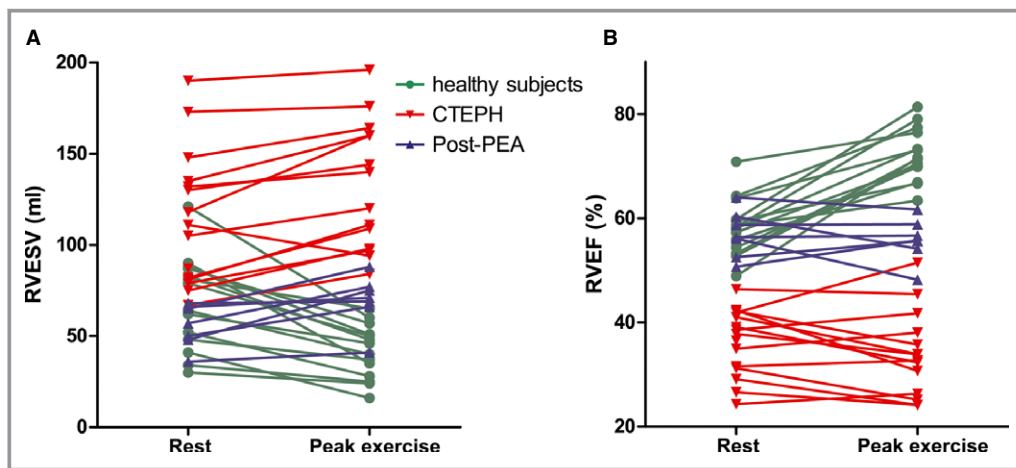 A
RVESV (ml)
200
150
100
50
0
Rest
Peak exercise
healthy subjects
CTEPH
Post-PEA
B
RVEF (%)
80
60
40
20
Rest
Peak exercise